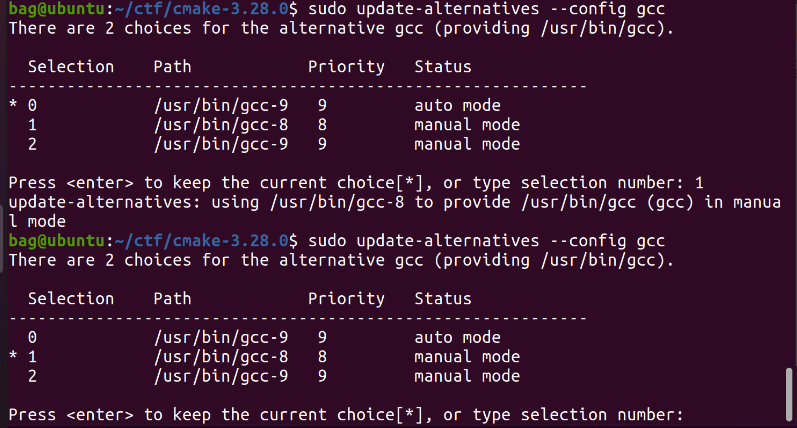 bag@ubuntu:~/ctf/cmake-3.28.0$ sudo update-alternatives --config gcc
There are 2 choices for the alternative gcc (providing /usr/bin/gcc).

  Selection    Path            Priority   Status
------------------------------------------------------------
* 0            /usr/bin/gcc-9   9         auto mode
  1            /usr/bin/gcc-8   8         manual mode
  2            /usr/bin/gcc-9   9         manual mode

Press <enter> to keep the current choice[*], or type selection number: 1
update-alternatives: using /usr/bin/gcc-8 to provide /usr/bin/gcc (gcc) in manua
l mode
bag@ubuntu:~/ctf/cmake-3.28.0$ sudo update-alternatives --config gcc
There are 2 choices for the alternative gcc (providing /usr/bin/gcc).

  Selection    Path            Priority   Status
------------------------------------------------------------
  0            /usr/bin/gcc-9   9         auto mode
* 1            /usr/bin/gcc-8   8         manual mode
  2            /usr/bin/gcc-9   9         manual mode

Press <enter> to keep the current choice[*], or type selection number: